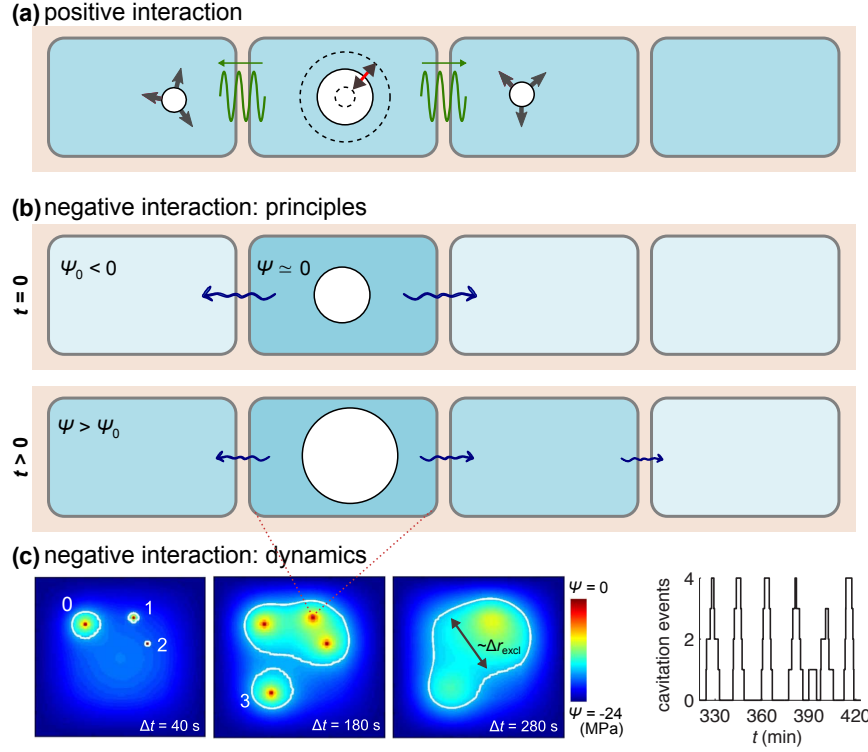 (a) positive interaction
(b) negative interaction: principles
t = 0
Ψ₀ < 0
Ψ ≃ 0
t > 0
Ψ > Ψ₀
(c) negative interaction: dynamics
0
1
2
Δt = 40 s
3
Δt = 180 s
~Δr_excl
Δt = 280 s
Ψ = 0
Ψ = -24
(MPa)
cavitation events
4
2
0
330 360 390 420
t (min)